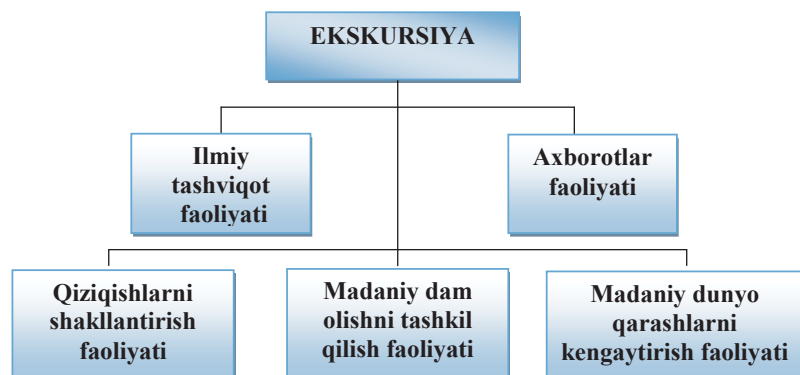 EKSKURSIYA
Ilmiy
tashviqot
faoliyati
Axborotlar
faoliyati
Qiziqishlarni
shakllantirish
faoliyati
Madaniy dam
olishni tashkil
qilish faoliyati
Madaniy dunyo
qarashlarni
kengaytirish faoliyati